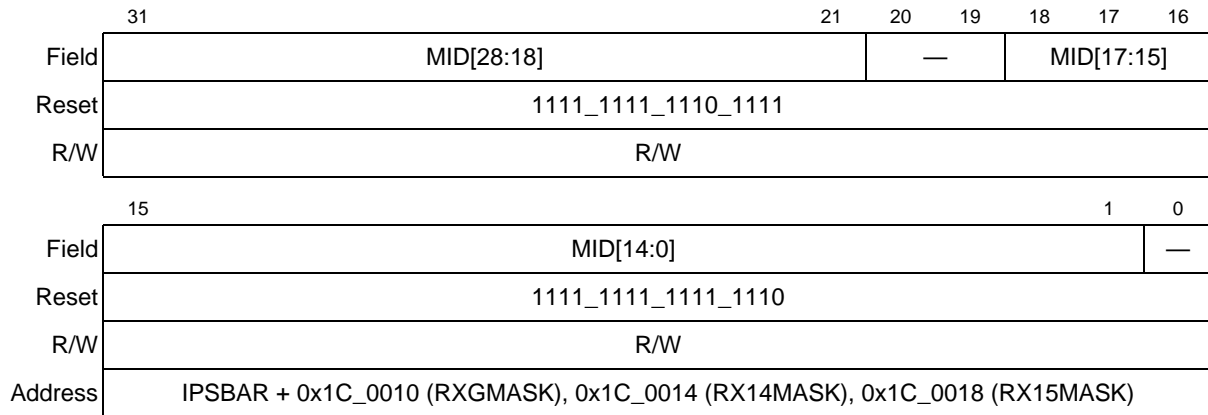 31 21 20 19 18 17 16
Field MID[28:18] — MID[17:15]
Reset 1111_1111_1110_1111
R/W R/W
15 1 0
Field MID[14:0] —
Reset 1111_1111_1111_1110
R/W R/W
Address IPSBAR + 0x1C_0010 (RXGMASK), 0x1C_0014 (RX14MASK), 0x1C_0018 (RX15MASK)